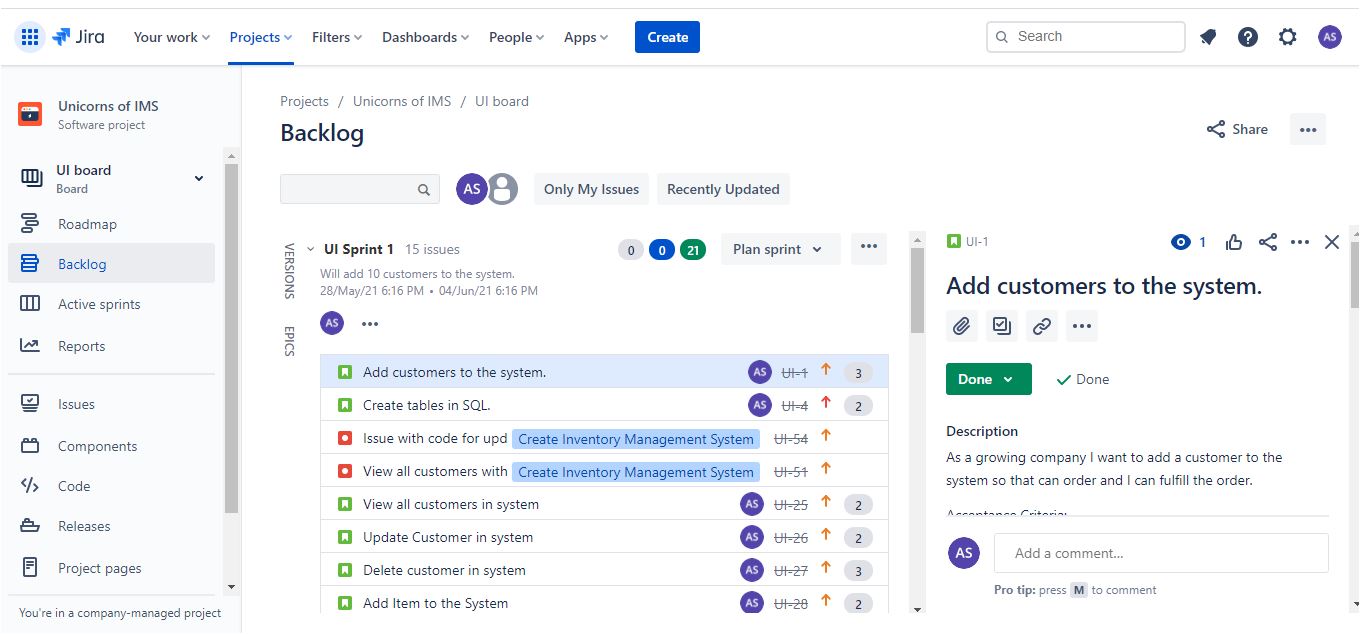 Jira Your work Projects Filters Dashboards People Apps Create Search AS
Unicorns of IMS
Software project
UI board
Board
Roadmap
Backlog
Active sprints
Reports
Issues
Components
Code
Releases
Project pages
You're in a company-managed project
Projects / Unicorns of IMS / UI board
Backlog
Share
AS Only My Issues Recently Updated
VERSIONS
EPICS
UI Sprint 1 15 issues 0 0 21 Plan sprint
Will add 10 customers to the system.
28/May/21 6:16 PM • 04/Jun/21 6:16 PM
AS
Add customers to the system. AS UI-1 3
Create tables in SQL. AS UI-4 2
Issue with code for upd Create Inventory Management System UI-54
View all customers with Create Inventory Management System UI-51
View all customers in system AS UI-25 2
Update Customer in system AS UI-26 2
Delete customer in system AS UI-27 3
Add Item to the System AS UI-28 2
UI-1 1
Add customers to the system.
Done Done
Description
As a growing company I want to add a customer to the
system so that can order and I can fulfill the order.
Acceptance Criteria:
AS Add a comment...
Pro tip: press M to comment